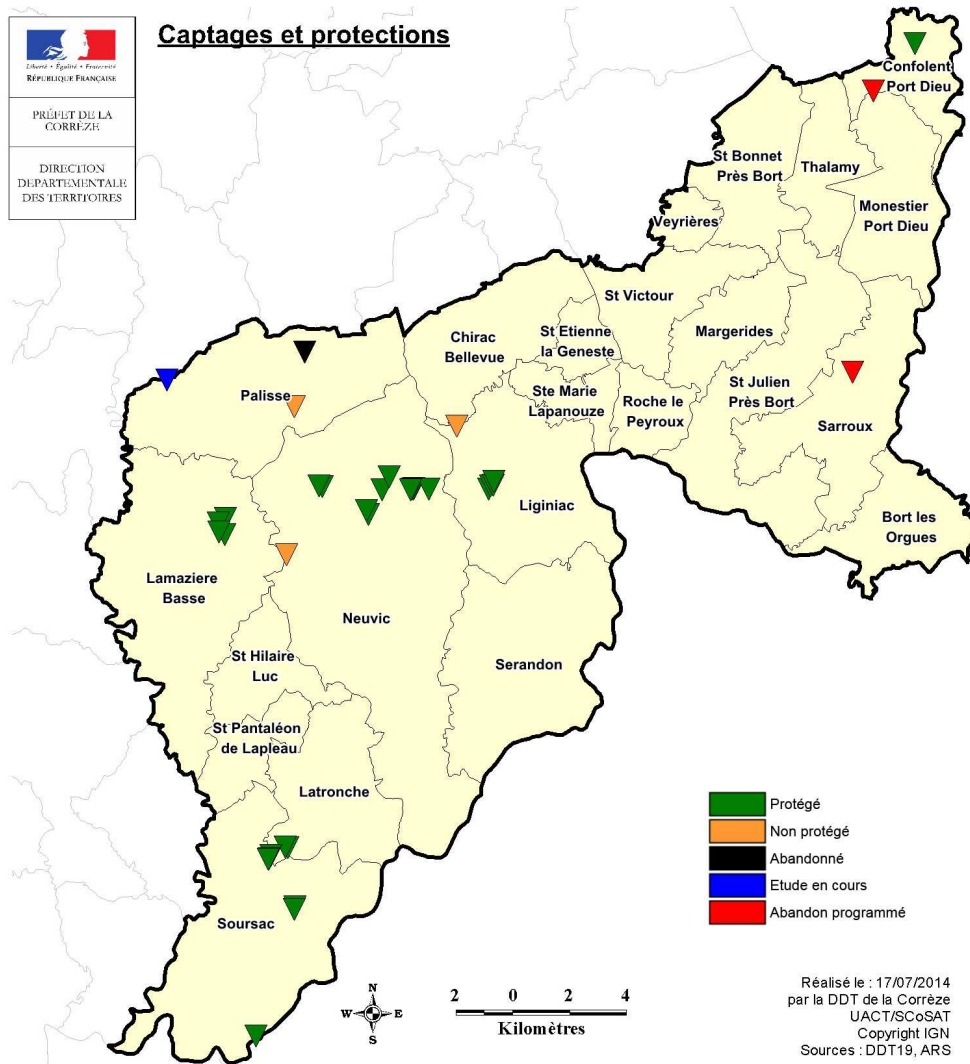 Captages et protections
Liberté • Égalité • Fraternité
RÉPUBLIQUE FRANÇAISE
PRÉFET DE LA
CORRÈZE
DIRECTION
DEPARTEMENTALE
DES TERRITOIRES
Confolent
Port Dieu
St Bonnet
Près Bort
Thalamy
Veyrières
Monestier
Port Dieu
St Victour
Chirac
Bellevue
St Etienne
la Geneste
Margerides
Palisse
Ste Marie
Lapanouze
Roche le
Peyroux
St Julien
Près Bort
Sarroux
Liginiac
Bort les
Orgues
Lamaziere
Basse
Neuvic
St Hilaire
Luc
Serandon
St Pantaléon
de Lapleau
Latronche
Soursac
Protégé
Non protégé
Abandonné
Etude en cours
Abandon programmé
N
W E
S
2 0 2 4
Kilomètres
Réalisé le : 17/07/2014
par la DDT de la Corrèze
UACT/SCoSAT
Copyright IGN
Sources : DDT19, ARS